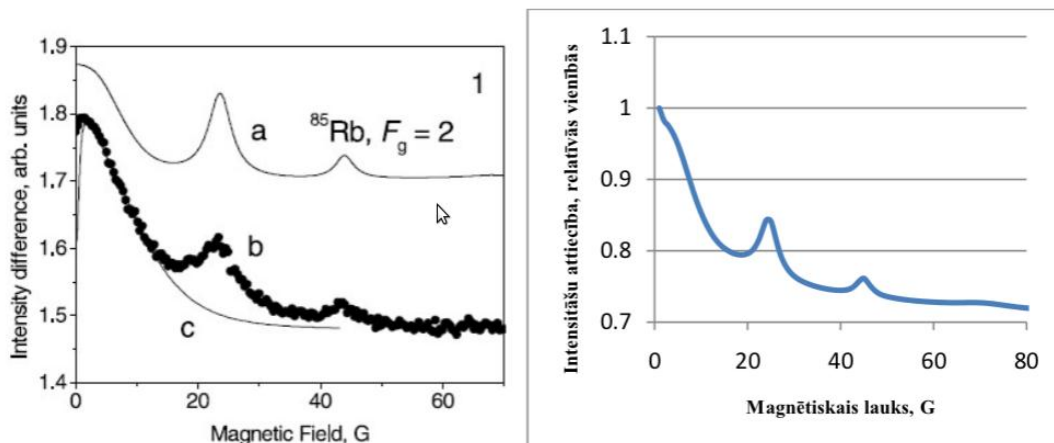 Intensity difference, arb. units
1.9
1.8
1.7
1.6
1.5
1.4
1
a
⁸⁵Rb, F_g = 2
b
c
0
20
40
60
Magnetic Field, G
Intensitāšu attiecība, relatīvās vienībās
1.1
1
0.9
0.8
0.7
0
20
40
60
80
Magnētiskais lauks, G